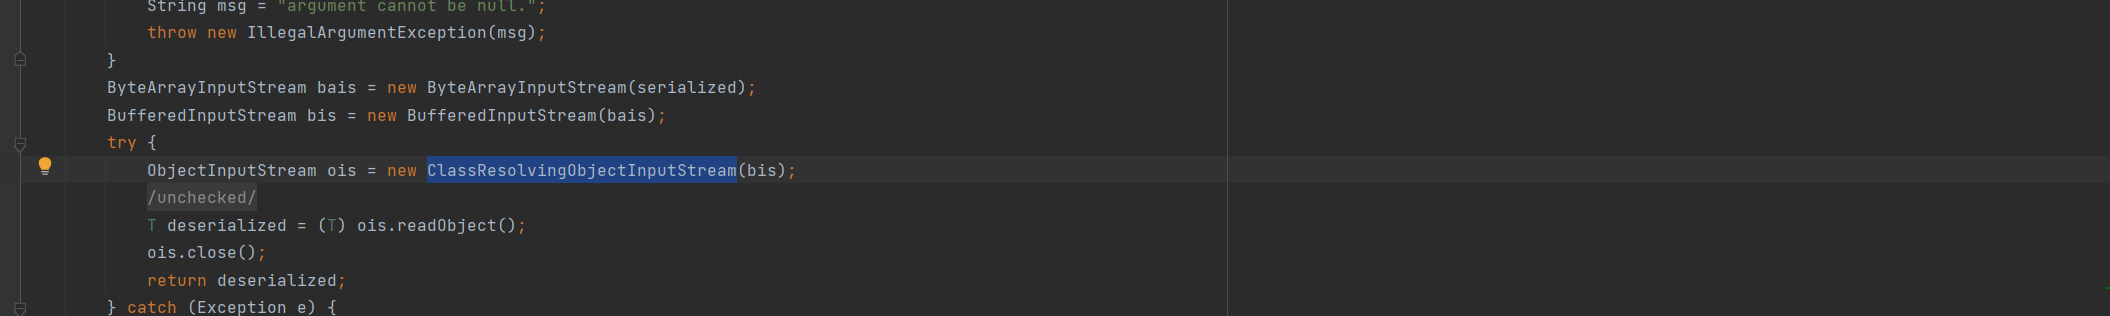 String msg = "argument cannot be null.";
throw new IllegalArgumentException(msg);
}
ByteArrayInputStream bais = new ByteArrayInputStream(serialized);
BufferedInputStream bis = new BufferedInputStream(bais);
try {
ObjectInputStream ois = new ClassResolvingObjectInputStream(bis);
/unchecked/
T deserialized = (T) ois.readObject();
ois.close();
return deserialized;
} catch (Exception e) {